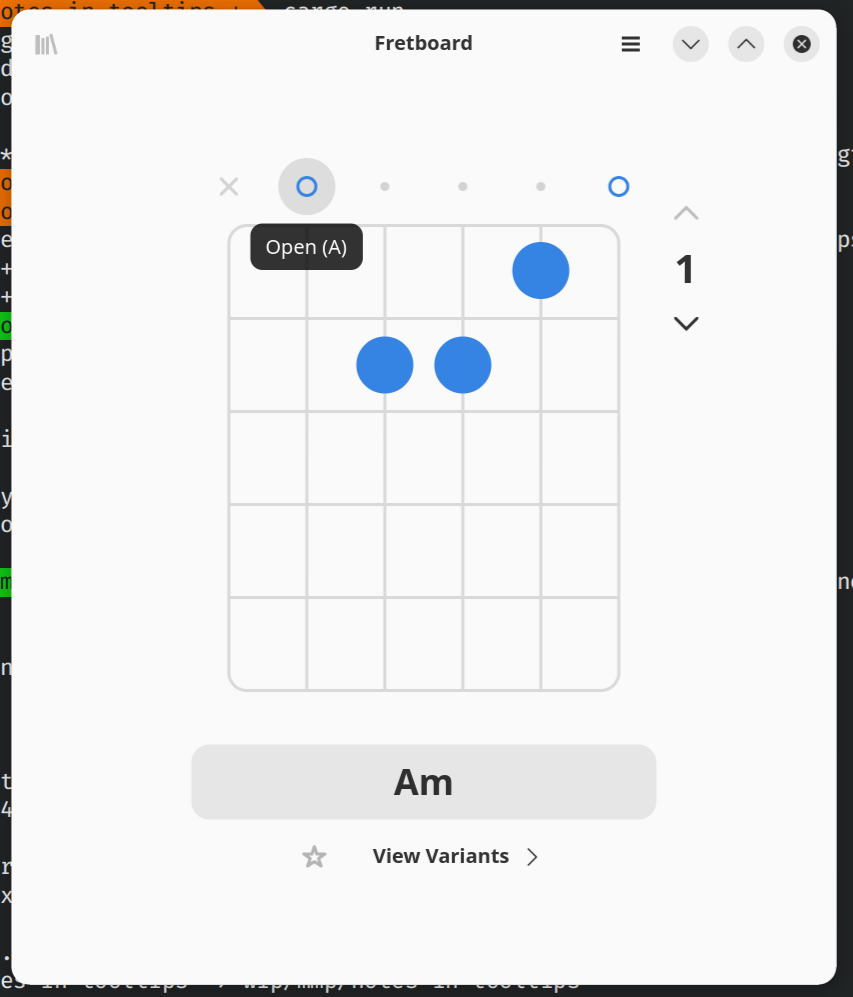 otes in tooltips
cargo run
Fretboard
Open (A)
1
Am
View Variants
es in tooltips -> wip/mmp/notes in tooltips